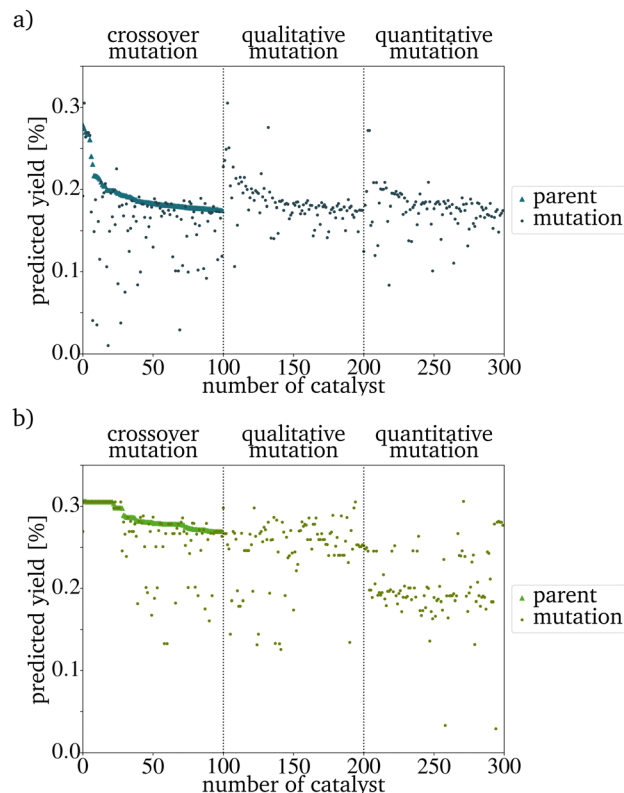 a)
crossover qualitative quantitative
mutation mutation mutation
0.3
0.2
0.1
0.0
predicted yield [%]
0 50 100 150 200 250 300
number of catalyst
parent
mutation
b)
crossover qualitative quantitative
mutation mutation mutation
0.3
0.2
0.1
0.0
predicted yield [%]
0 50 100 150 200 250 300
number of catalyst
parent
mutation